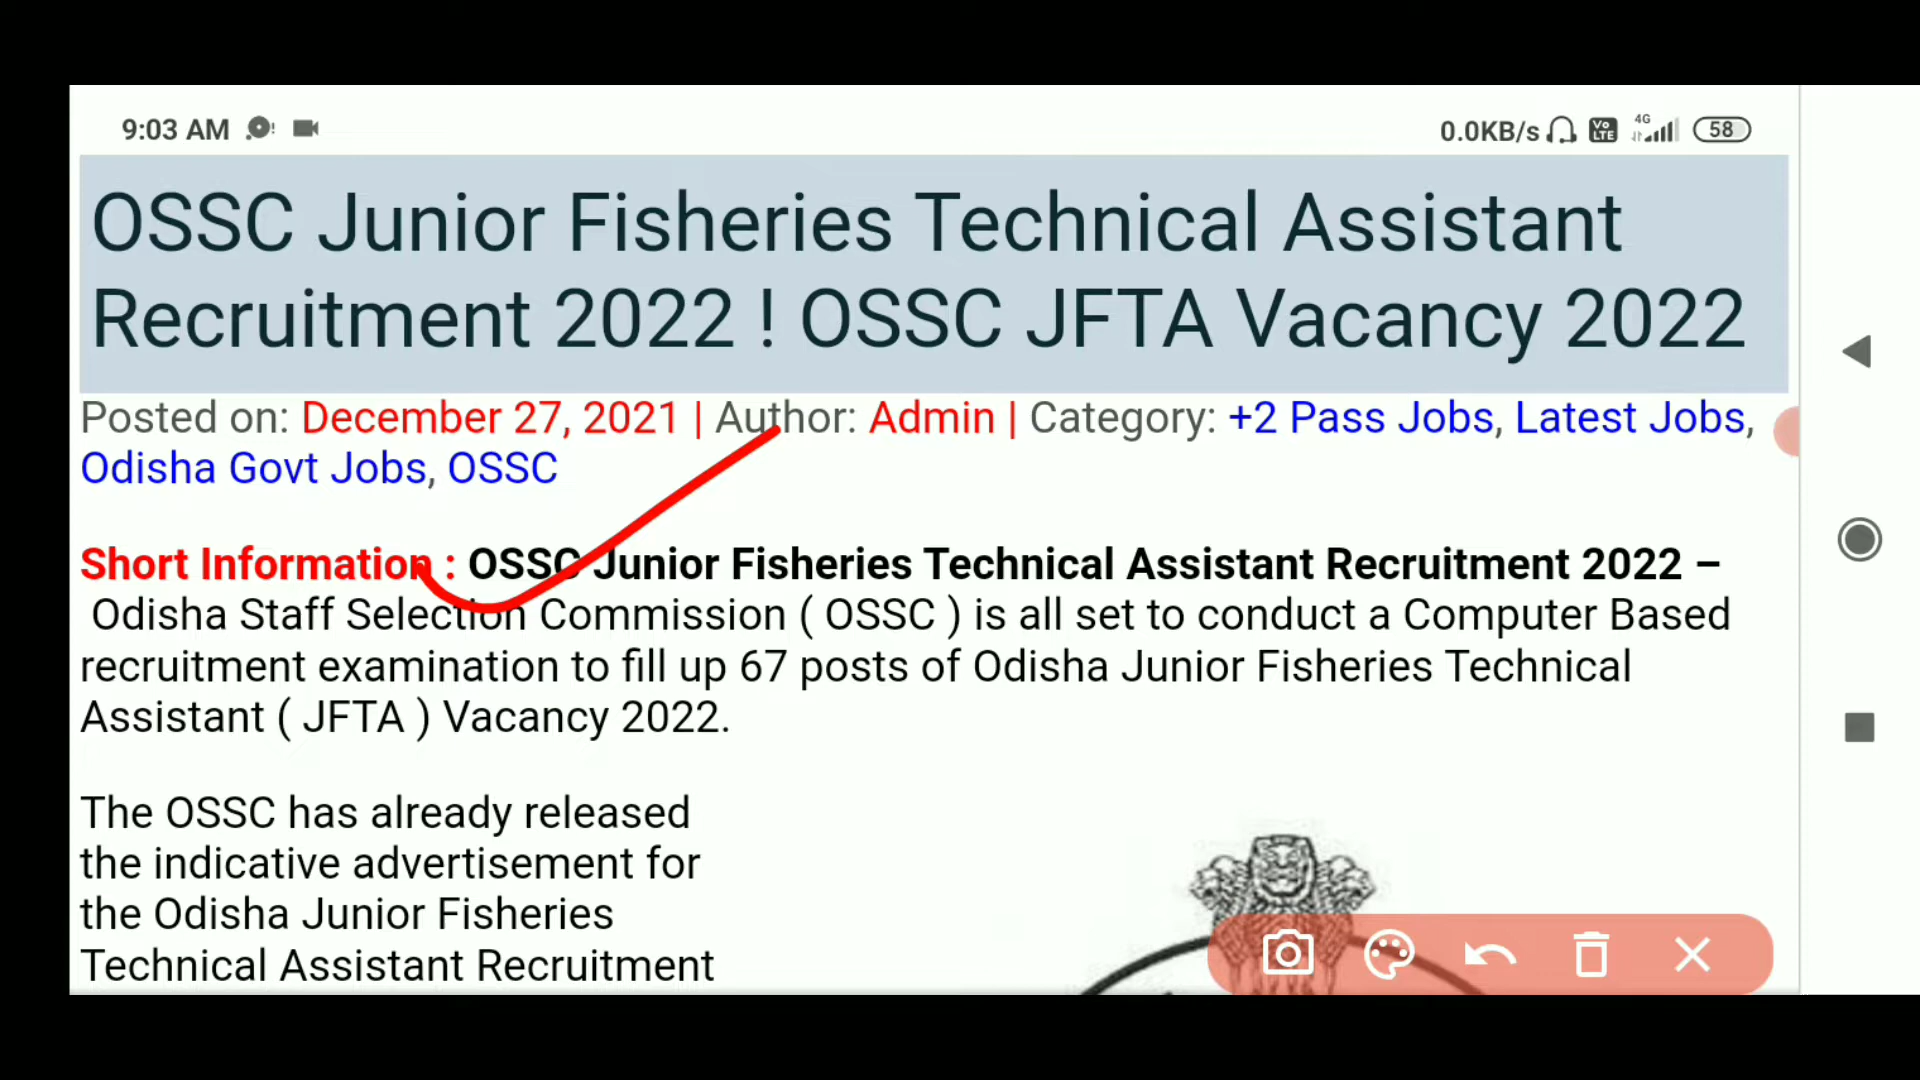 9:03 AM 0.0KB/s Vo LTE 4G 58
OSSC Junior Fisheries Technical Assistant
Recruitment 2022 ! OSSC JFTA Vacancy 2022
Posted on: December 27, 2021 | Author: Admin | Category: +2 Pass Jobs, Latest Jobs,
Odisha Govt Jobs, OSSC
Short Information : OSSC Junior Fisheries Technical Assistant Recruitment 2022 –
Odisha Staff Selection Commission ( OSSC ) is all set to conduct a Computer Based
recruitment examination to fill up 67 posts of Odisha Junior Fisheries Technical
Assistant ( JFTA ) Vacancy 2022.
The OSSC has already released
the indicative advertisement for
the Odisha Junior Fisheries
Technical Assistant Recruitment